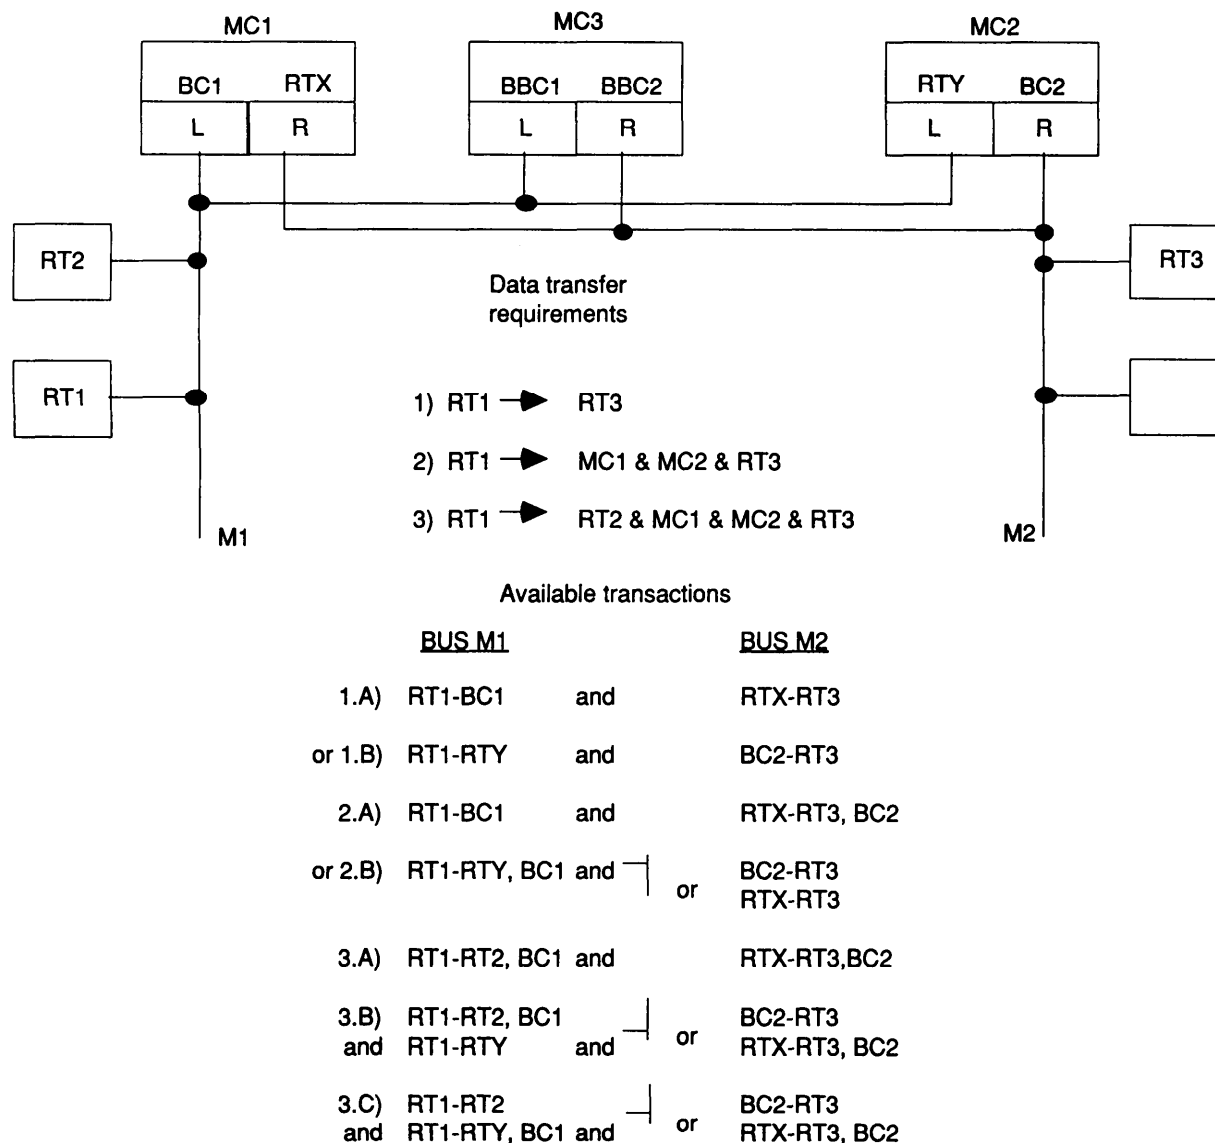 MC1 MC3 MC2
BC1 RTX BBC1 BBC2 RTY BC2
L R L R L R
RT2 RT3
Data transfer
requirements
RT1
1) RT1 RT3
2) RT1 MC1 & MC2 & RT3
3) RT1 RT2 & MC1 & MC2 & RT3
M1 M2
Available transactions
BUS M1 BUS M2
1.A) RT1-BC1 and RTX-RT3
or 1.B) RT1-RTY and BC2-RT3
2.A) RT1-BC1 and RTX-RT3, BC2
or 2.B) RT1-RTY, BC1 and BC2-RT3
or RTX-RT3
3.A) RT1-RT2, BC1 and RTX-RT3,BC2
3.B) RT1-RT2, BC1 BC2-RT3
and RT1-RTY and or RTX-RT3, BC2
3.C) RT1-RT2 BC2-RT3
and RT1-RTY, BC1 and or RTX-RT3, BC2